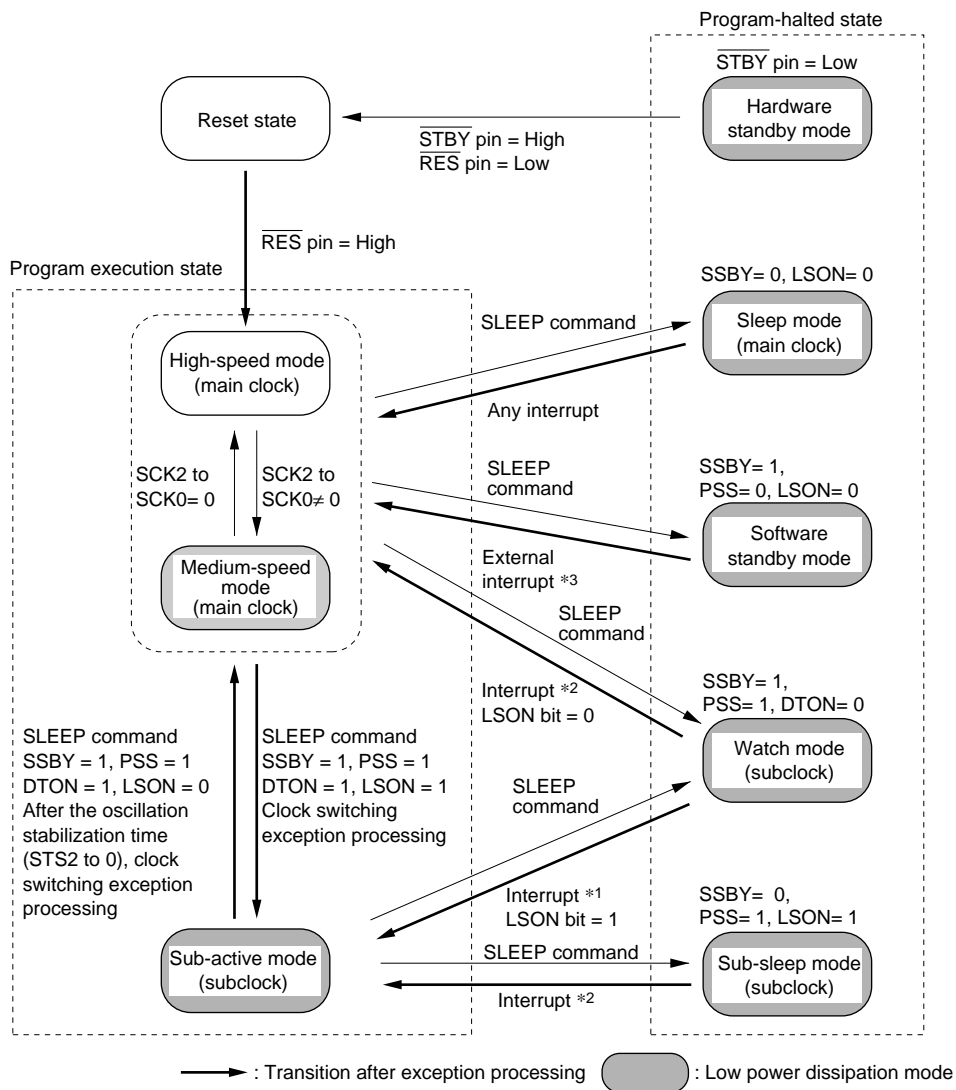 Program-halted state
STBY pin = Low
Hardware
standby mode
Reset state
STBY pin = High
RES pin = Low
RES pin = High
Program execution state
SSBY= 0, LSON= 0
SLEEP command
Sleep mode
(main clock)
High-speed mode
(main clock)
Any interrupt
SCK2 to
SCK0= 0
SCK2 to
SCK0≠ 0
SLEEP
command
SSBY= 1,
PSS= 0, LSON= 0
Software
standby mode
Medium-speed
mode
(main clock)
External
interrupt *3
SLEEP
command
Interrupt *2
LSON bit = 0
SSBY= 1,
PSS= 1, DTON= 0
Watch mode
(subclock)
SLEEP command
SSBY = 1, PSS = 1
DTON = 1, LSON = 0
After the oscillation
stabilization time
(STS2 to 0), clock
switching exception
processing
SLEEP command
SSBY = 1, PSS = 1
DTON = 1, LSON = 1
Clock switching
exception processing
SLEEP
command
Interrupt *1
LSON bit = 1
SSBY= 0,
PSS= 1, LSON= 1
Sub-active mode
(subclock)
SLEEP command
Sub-sleep mode
(subclock)
Interrupt *2
: Transition after exception processing
: Low power dissipation mode